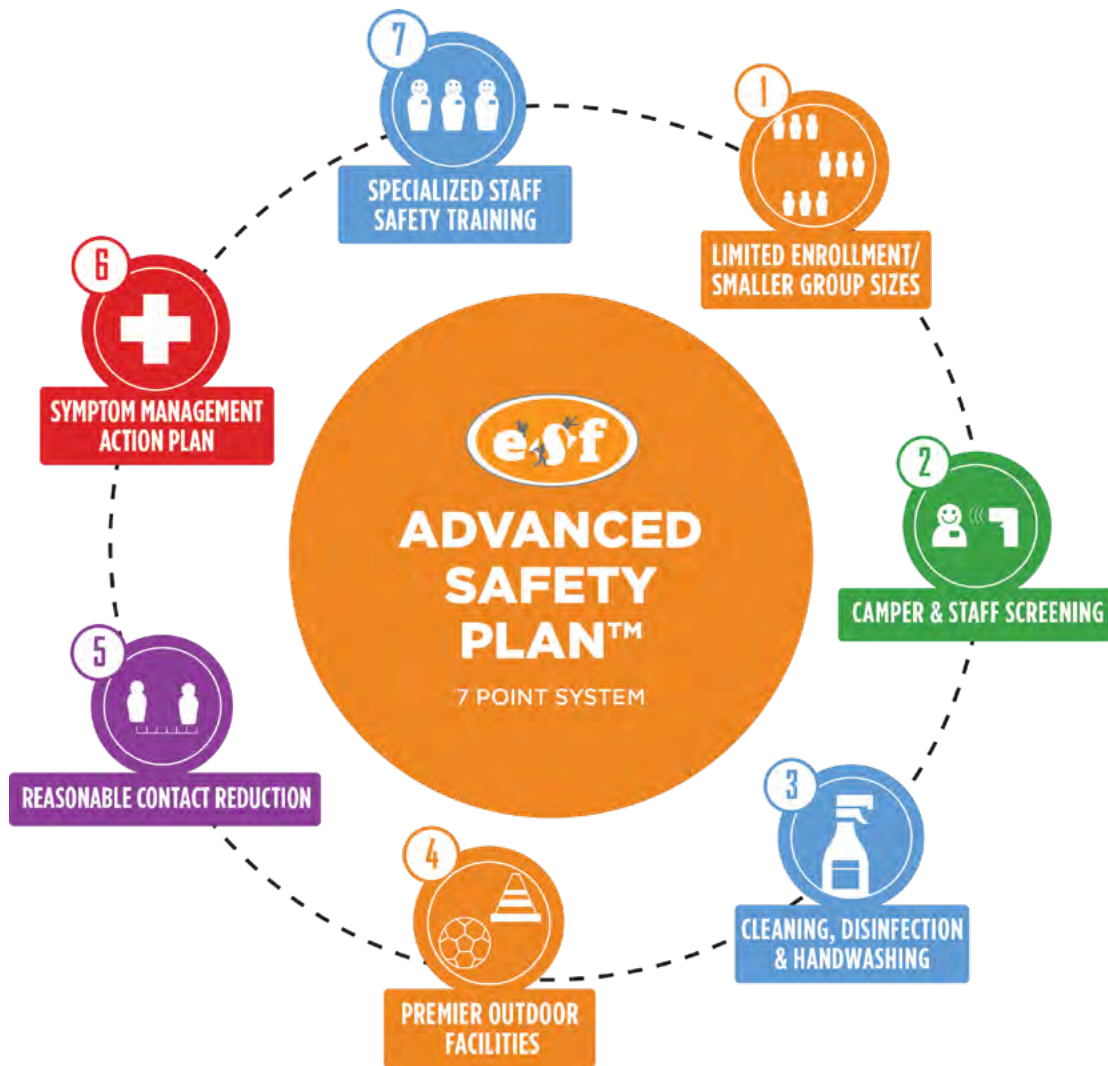 esf
ADVANCED
SAFETY
PLAN™
7 POINT SYSTEM
1
LIMITED ENROLLMENT/
SMALLER GROUP SIZES
2
CAMPER & STAFF SCREENING
3
CLEANING, DISINFECTION
& HANDWASHING
4
PREMIER OUTDOOR
FACILITIES
5
REASONABLE CONTACT REDUCTION
6
SYMPTOM MANAGEMENT
ACTION PLAN
7
SPECIALIZED STAFF
SAFETY TRAINING